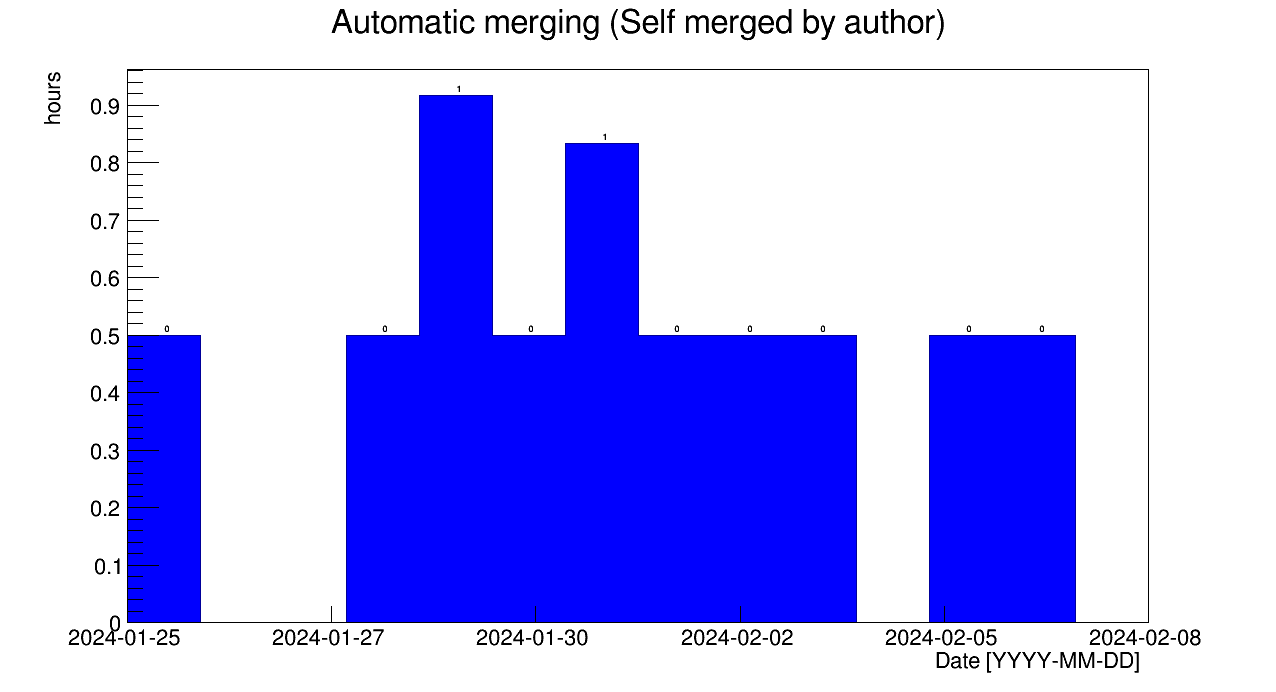 Automatic merging (Self merged by author)
hours
0.9
0.8
0.7
0.6
0.5
0.4
0.3
0.2
0.1
0
0 0 1 0 1 0 0 0 0 0
2024-01-25 2024-01-27 2024-01-30 2024-02-02 2024-02-05 2024-02-08
Date [YYYY-MM-DD]